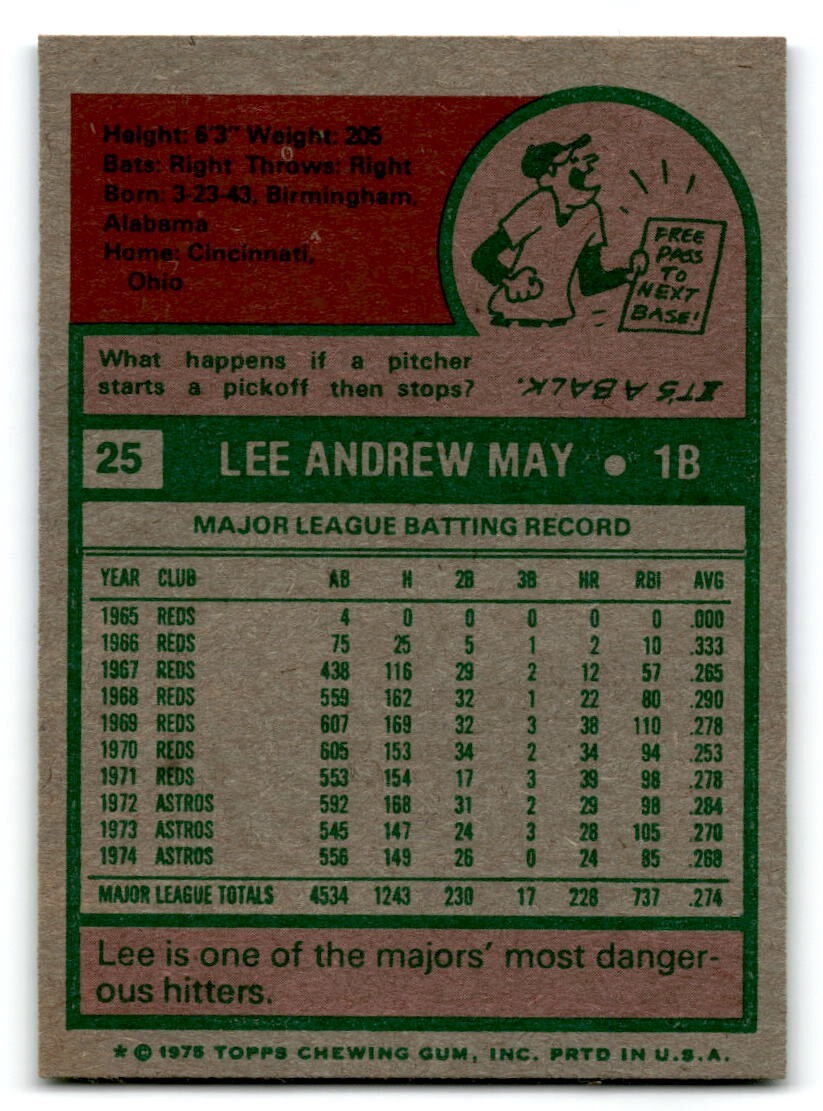 Height: 6'3" Weight: 205
Bats: Right Throws: Right
Born: 3-23-43, Birmingham,
Alabama
Home: Cincinnati,
Ohio
FREE
PASS
TO
NEXT
BASE!
What happens if a pitcher
starts a pickoff then stops?
IT'S A BALK.
25 LEE ANDREW MAY • 1B
MAJOR LEAGUE BATTING RECORD
YEAR CLUB AB H 2B 3B HR RBI AVG
1965 REDS 4 0 0 0 0 0 .000
1966 REDS 75 25 5 1 2 10 .333
1967 REDS 438 116 29 2 12 57 .265
1968 REDS 559 162 32 1 22 80 .290
1969 REDS 607 169 32 3 38 110 .278
1970 REDS 605 153 34 2 34 94 .253
1971 REDS 553 154 17 3 39 98 .278
1972 ASTROS 592 168 31 2 29 98 .284
1973 ASTROS 545 147 24 3 28 105 .270
1974 ASTROS 556 149 26 0 24 85 .268
MAJOR LEAGUE TOTALS 4534 1243 230 17 228 737 .274
Lee is one of the majors' most danger-
ous hitters.
* © 1975 TOPPS CHEWING GUM, INC. PRTD IN U.S.A.